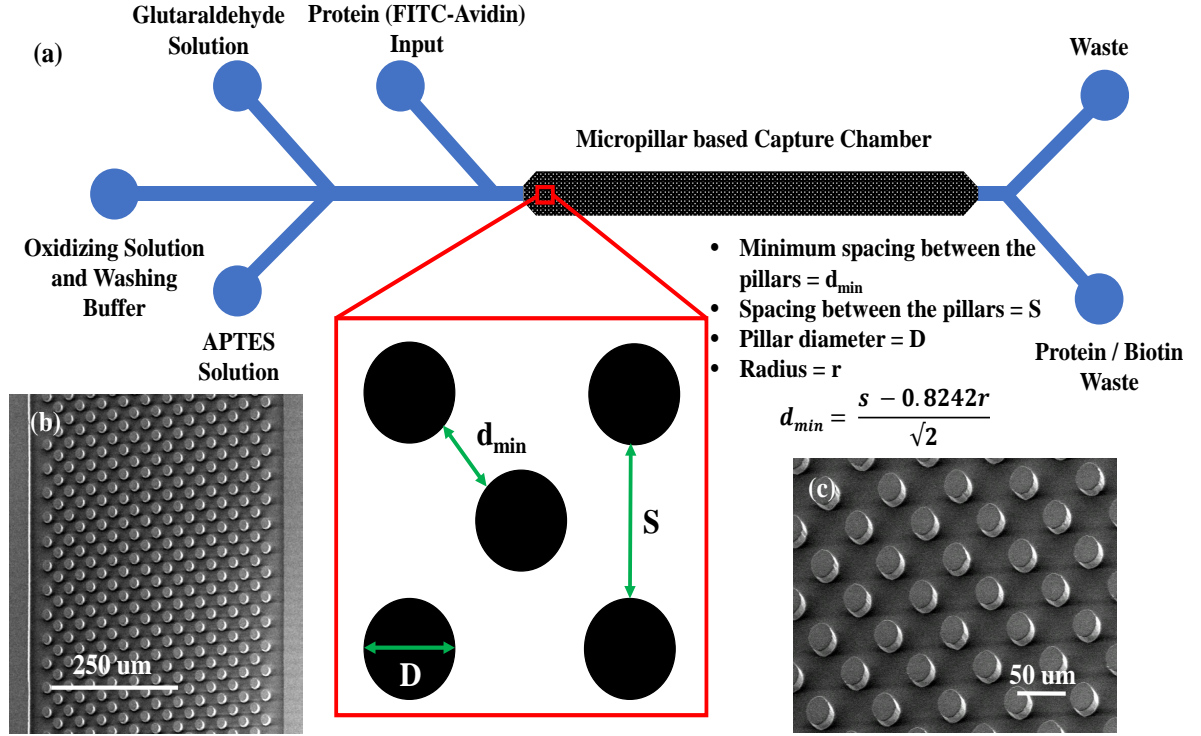 (a)
Glutaraldehyde
Solution
Protein (FITC-Avidin)
Input
Waste
Micropillar based Capture Chamber
Oxidizing Solution
and Washing
Buffer
APTES
Solution
• Minimum spacing between the
pillars = dmin
• Spacing between the pillars = S
• Pillar diameter = D
• Radius = r
Protein / Biotin
Waste
dmin = (s − 0.8242r)/√2
dmin
S
D
(b)
250 um
(c)
50 um